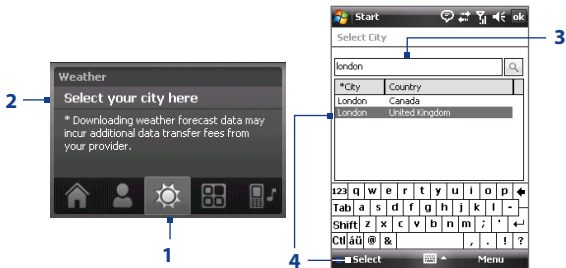 Weather
Select your city here
* Downloading weather forecast data may
incur additional data transfer fees from
your provider.
2
1
Start ok
Select City
3
london
*City Country
London Canada
London United Kingdom
4
123 q w e r t y u i o p
Tab a s d f g h j k l -
Shift z x c v b n m ; '
Ctl áü @ & , . ! ?
Select Menu